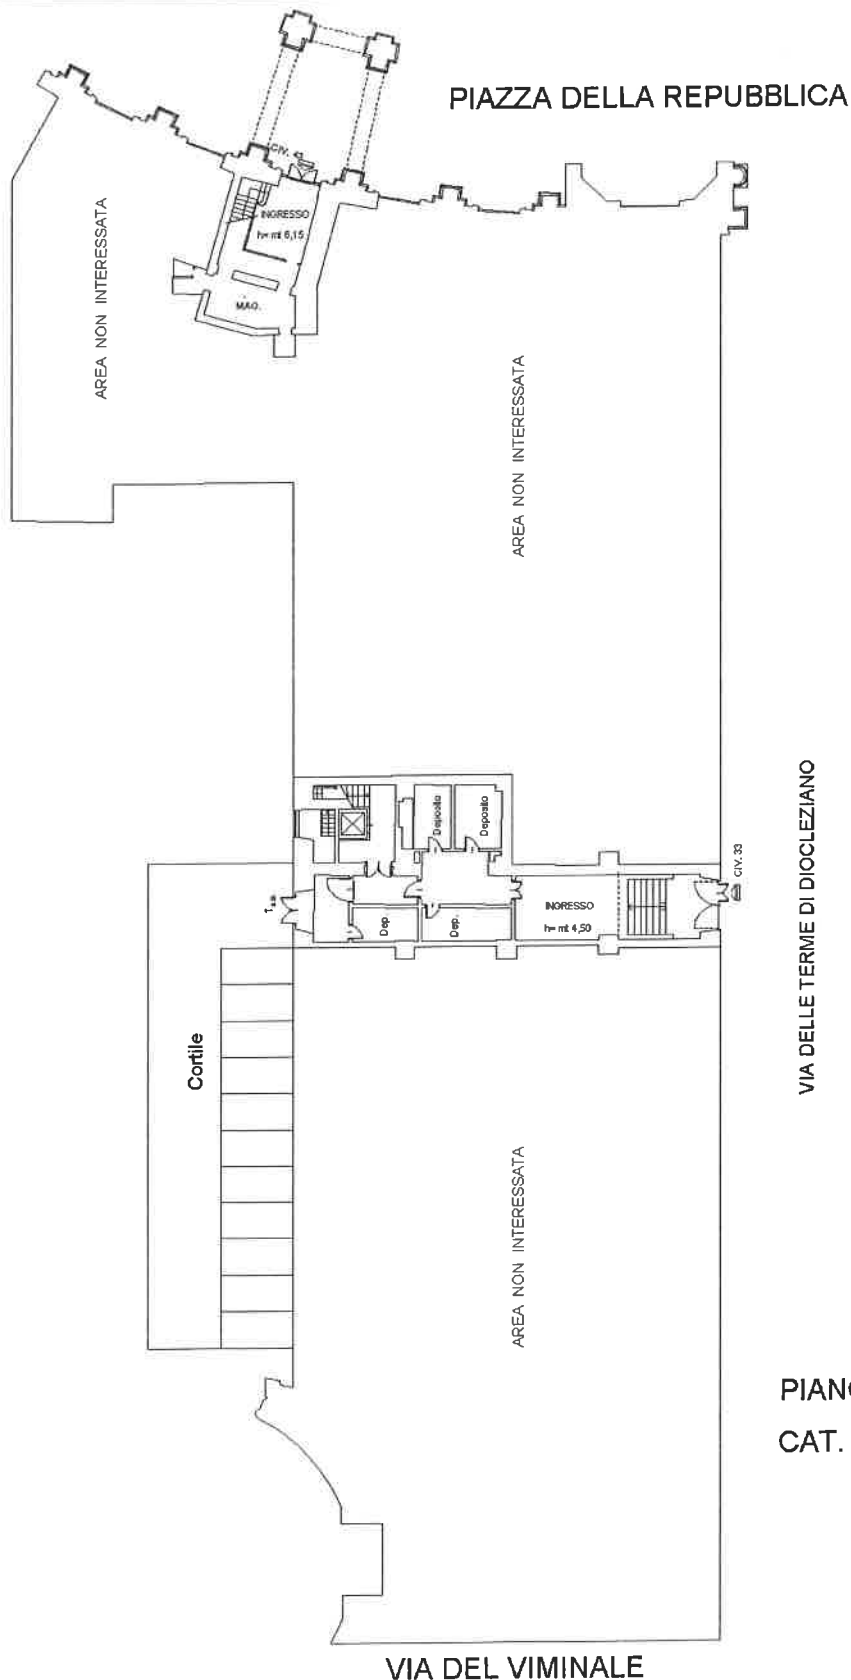 PIAZZA DELLA REPUBBLICA
CIV. 43
INGRESSO
h= mt 6,15
MAG.
AREA NON INTERESSATA
AREA NON INTERESSATA
Deposito
Deposito
VIA DELLE TERME DI DIOCLEZIANO
CIV. 33
INGRESSO
h= mt 4,50
Dep.
Dep.
Cortile
AREA NON INTERESSATA
CAT.
VIA DEL VIMINALE